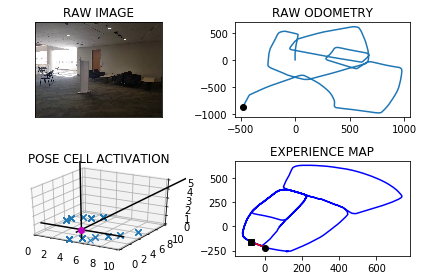 RAW IMAGE
RAW ODOMETRY
500
0
−500
−1000
−500 0 500 1000
POSE CELL ACTIVATION
5
4
3
2
1
0
0 2 4 6 8 10
0 2 4 6 8 10
EXPERIENCE MAP
500
250
0
−250
0 200 400 600